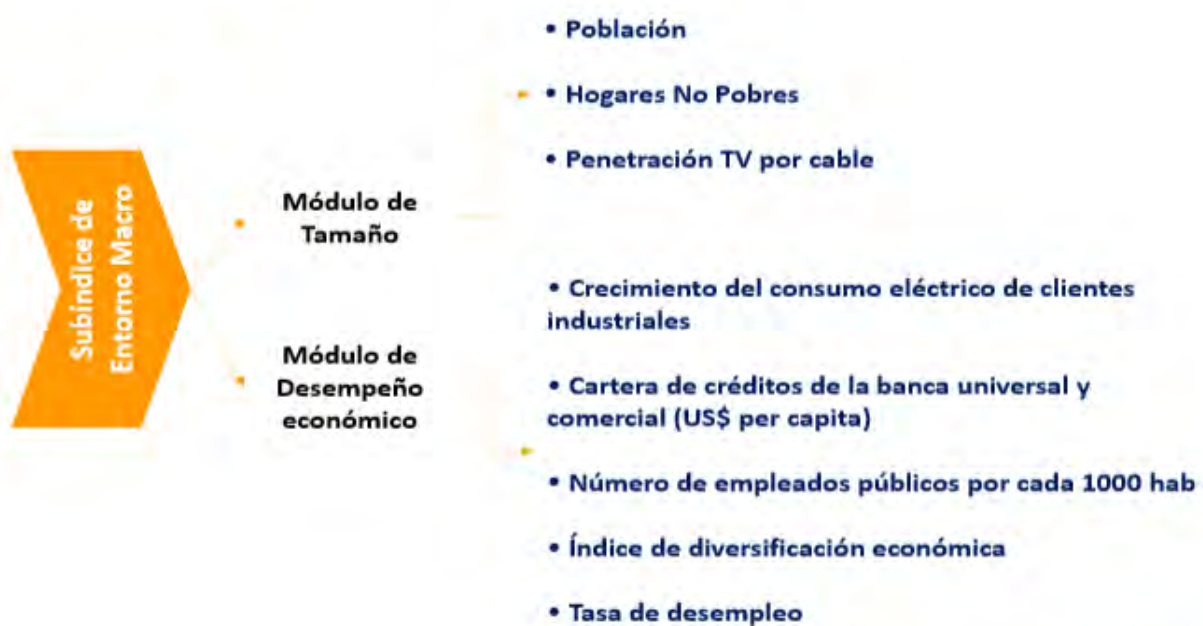 Subíndice de
Entorno Macro
Módulo de
Tamaño
• Población
• Hogares No Pobres
• Penetración TV por cable
Módulo de
Desempeño
económico
• Crecimiento del consumo eléctrico de clientes
industriales
• Cartera de créditos de la banca universal y
comercial (US$ per capita)
• Número de empleados públicos por cada 1000 hab
• Índice de diversificación económica
• Tasa de desempleo